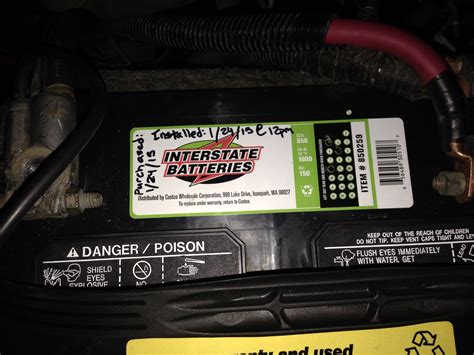 Purchased:
1/24/15
Installed: 1/24/15 @ 12pm
INTERSTATE
BATTERIES
Distributed by Costco Wholesale Corporation, 999 Lake Drive, Issaquah, WA 98027
To replace under warranty, return to Costco.
CCA
850
1000
150
ITEM # 850259
DANGER / POISON
SHIELD
EYES
EXPLOSIVE
KEEP OUT OF THE REACH OF CHILDREN
DO NOT TIP. KEEP VENT CAPS TIGHT AND LEVEL
FLUSH EYES
IMMEDIATELY
WITH WATER. GET
and used